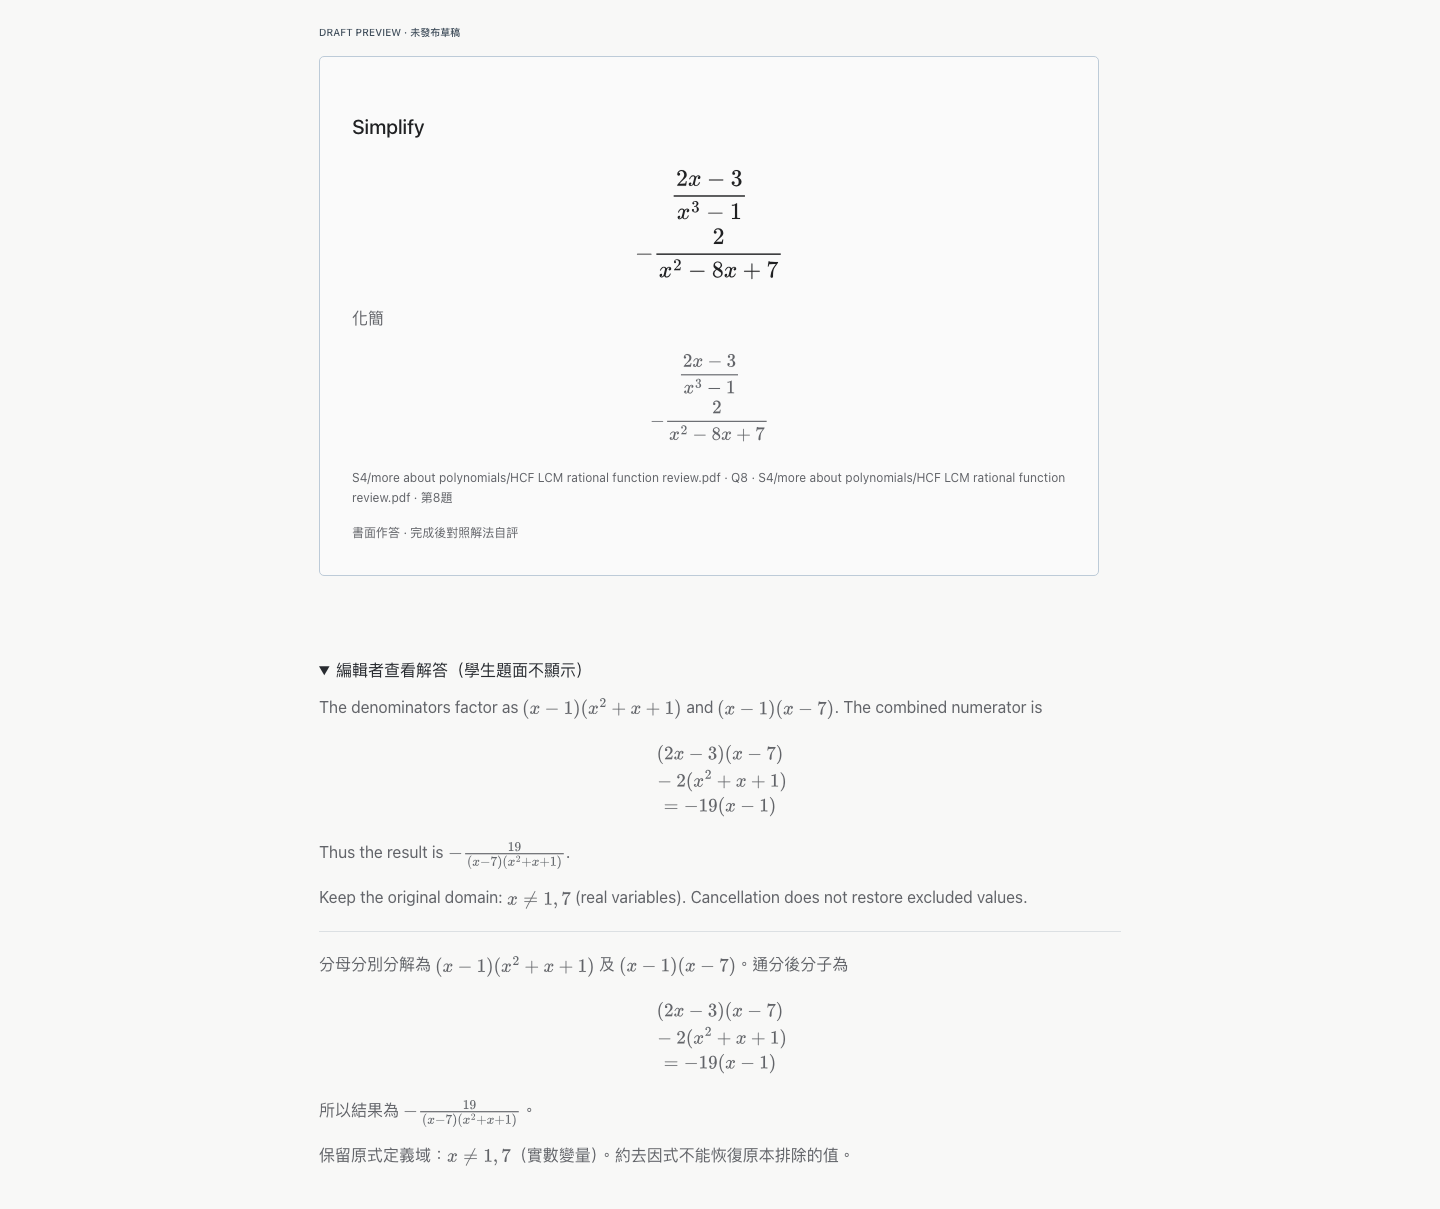 DRAFT PREVIEW · 未發布草稿
Simplify
2x − 3
x³ − 1
2
−
x² − 8x + 7
化簡
2x − 3
x³ − 1
2
−
x² − 8x + 7
S4/more about polynomials/HCF LCM rational function review.pdf · Q8 · S4/more about polynomials/HCF LCM rational function
review.pdf · 第8題
書面作答 · 完成後對照解法自評
▼ 編輯者查看解答（學生題面不顯示）
The denominators factor as (x − 1)(x² + x + 1) and (x − 1)(x − 7). The combined numerator is
(2x − 3)(x − 7)
− 2(x² + x + 1)
= −19(x − 1)
Thus the result is −19/((x−7)(x²+x+1)).
Keep the original domain: x ≠ 1, 7 (real variables). Cancellation does not restore excluded values.
分母分別分解為 (x − 1)(x² + x + 1) 及 (x − 1)(x − 7)。通分後分子為
(2x − 3)(x − 7)
− 2(x² + x + 1)
= −19(x − 1)
所以結果為 −19/((x−7)(x²+x+1))。
保留原式定義域：x ≠ 1, 7（實數變量）。約去因式不能恢復原本排除的值。